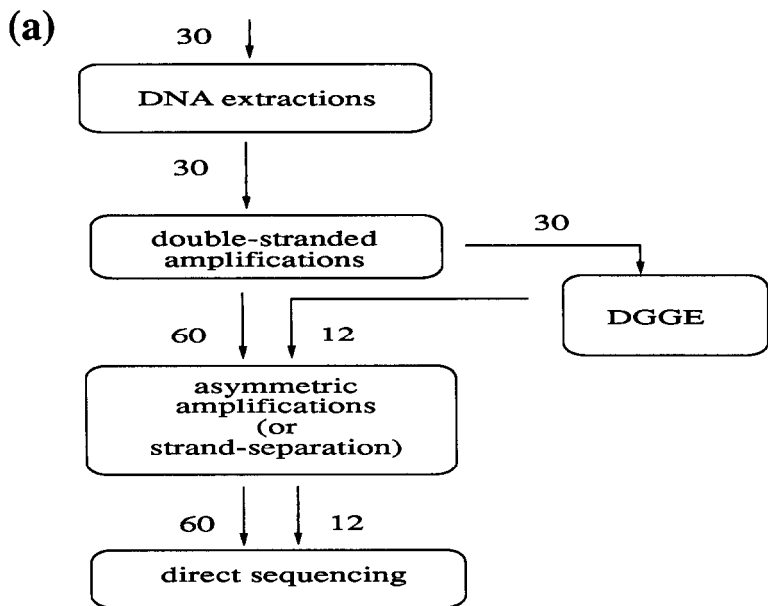 (a)
30
DNA extractions
30
double-stranded
amplifications
30
DGGE
60
12
asymmetric
amplifications
(or
strand-separation)
60
12
direct sequencing